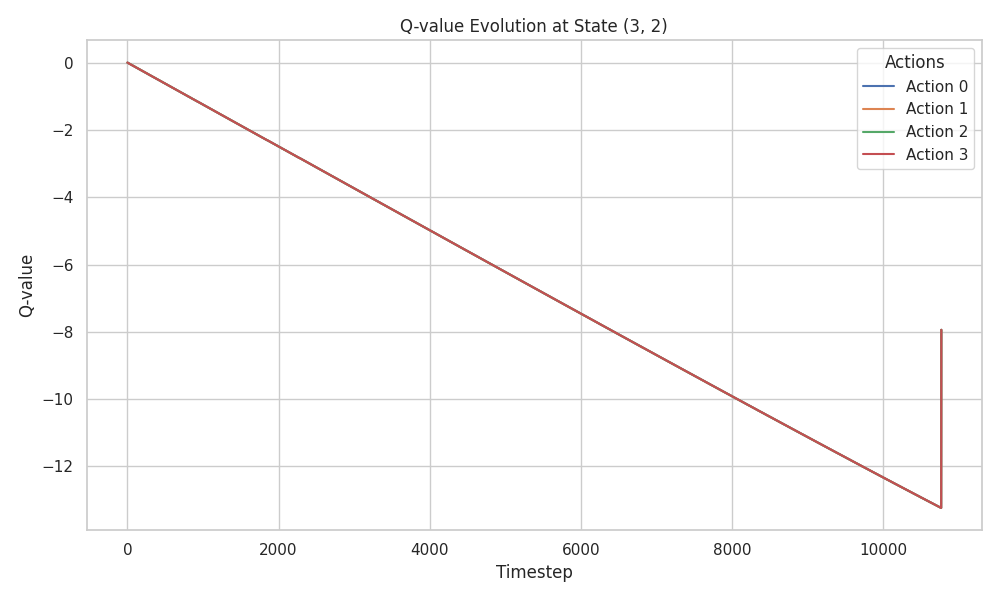 Q-value Evolution at State (3, 2)
Actions
Action 0
Action 1
Action 2
Action 3
Q-value
0
−2
−4
−6
−8
−10
−12
0 2000 4000 6000 8000 10000
Timestep